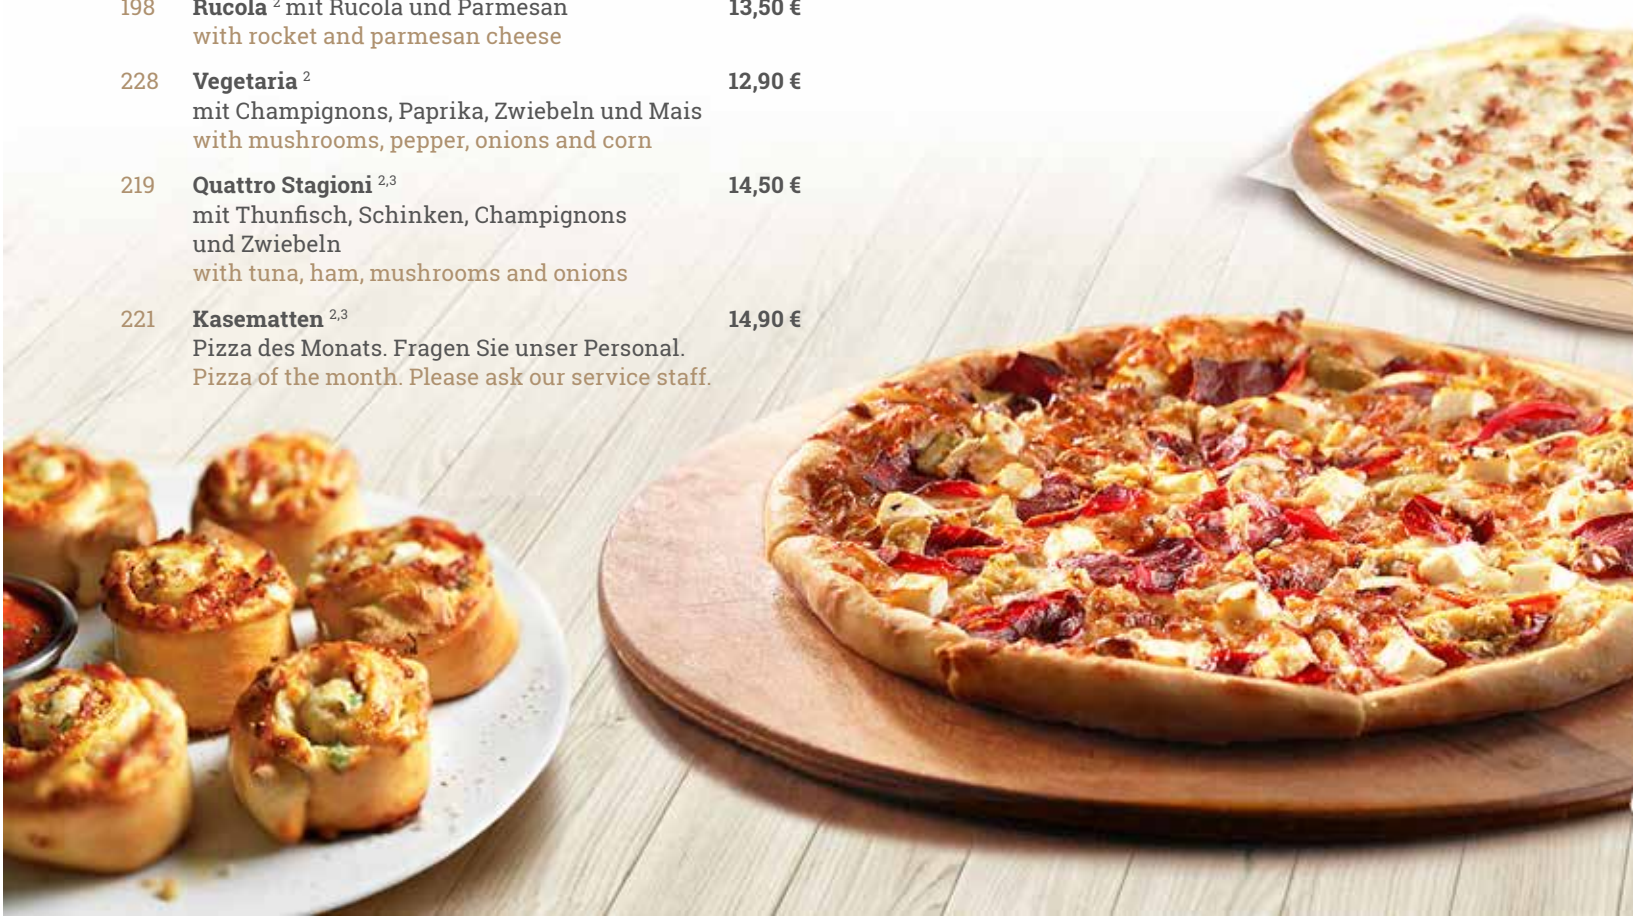 198 Rucola ² mit Rucola und Parmesan 13,50 €
with rocket and parmesan cheese
228 Vegetaria ² 12,90 €
mit Champignons, Paprika, Zwiebeln und Mais
with mushrooms, pepper, onions and corn
219 Quattro Stagioni ²,³ 14,50 €
mit Thunfisch, Schinken, Champignons
und Zwiebeln
with tuna, ham, mushrooms and onions
221 Kasematten ²,³ 14,90 €
Pizza des Monats. Fragen Sie unser Personal.
Pizza of the month. Please ask our service staff.